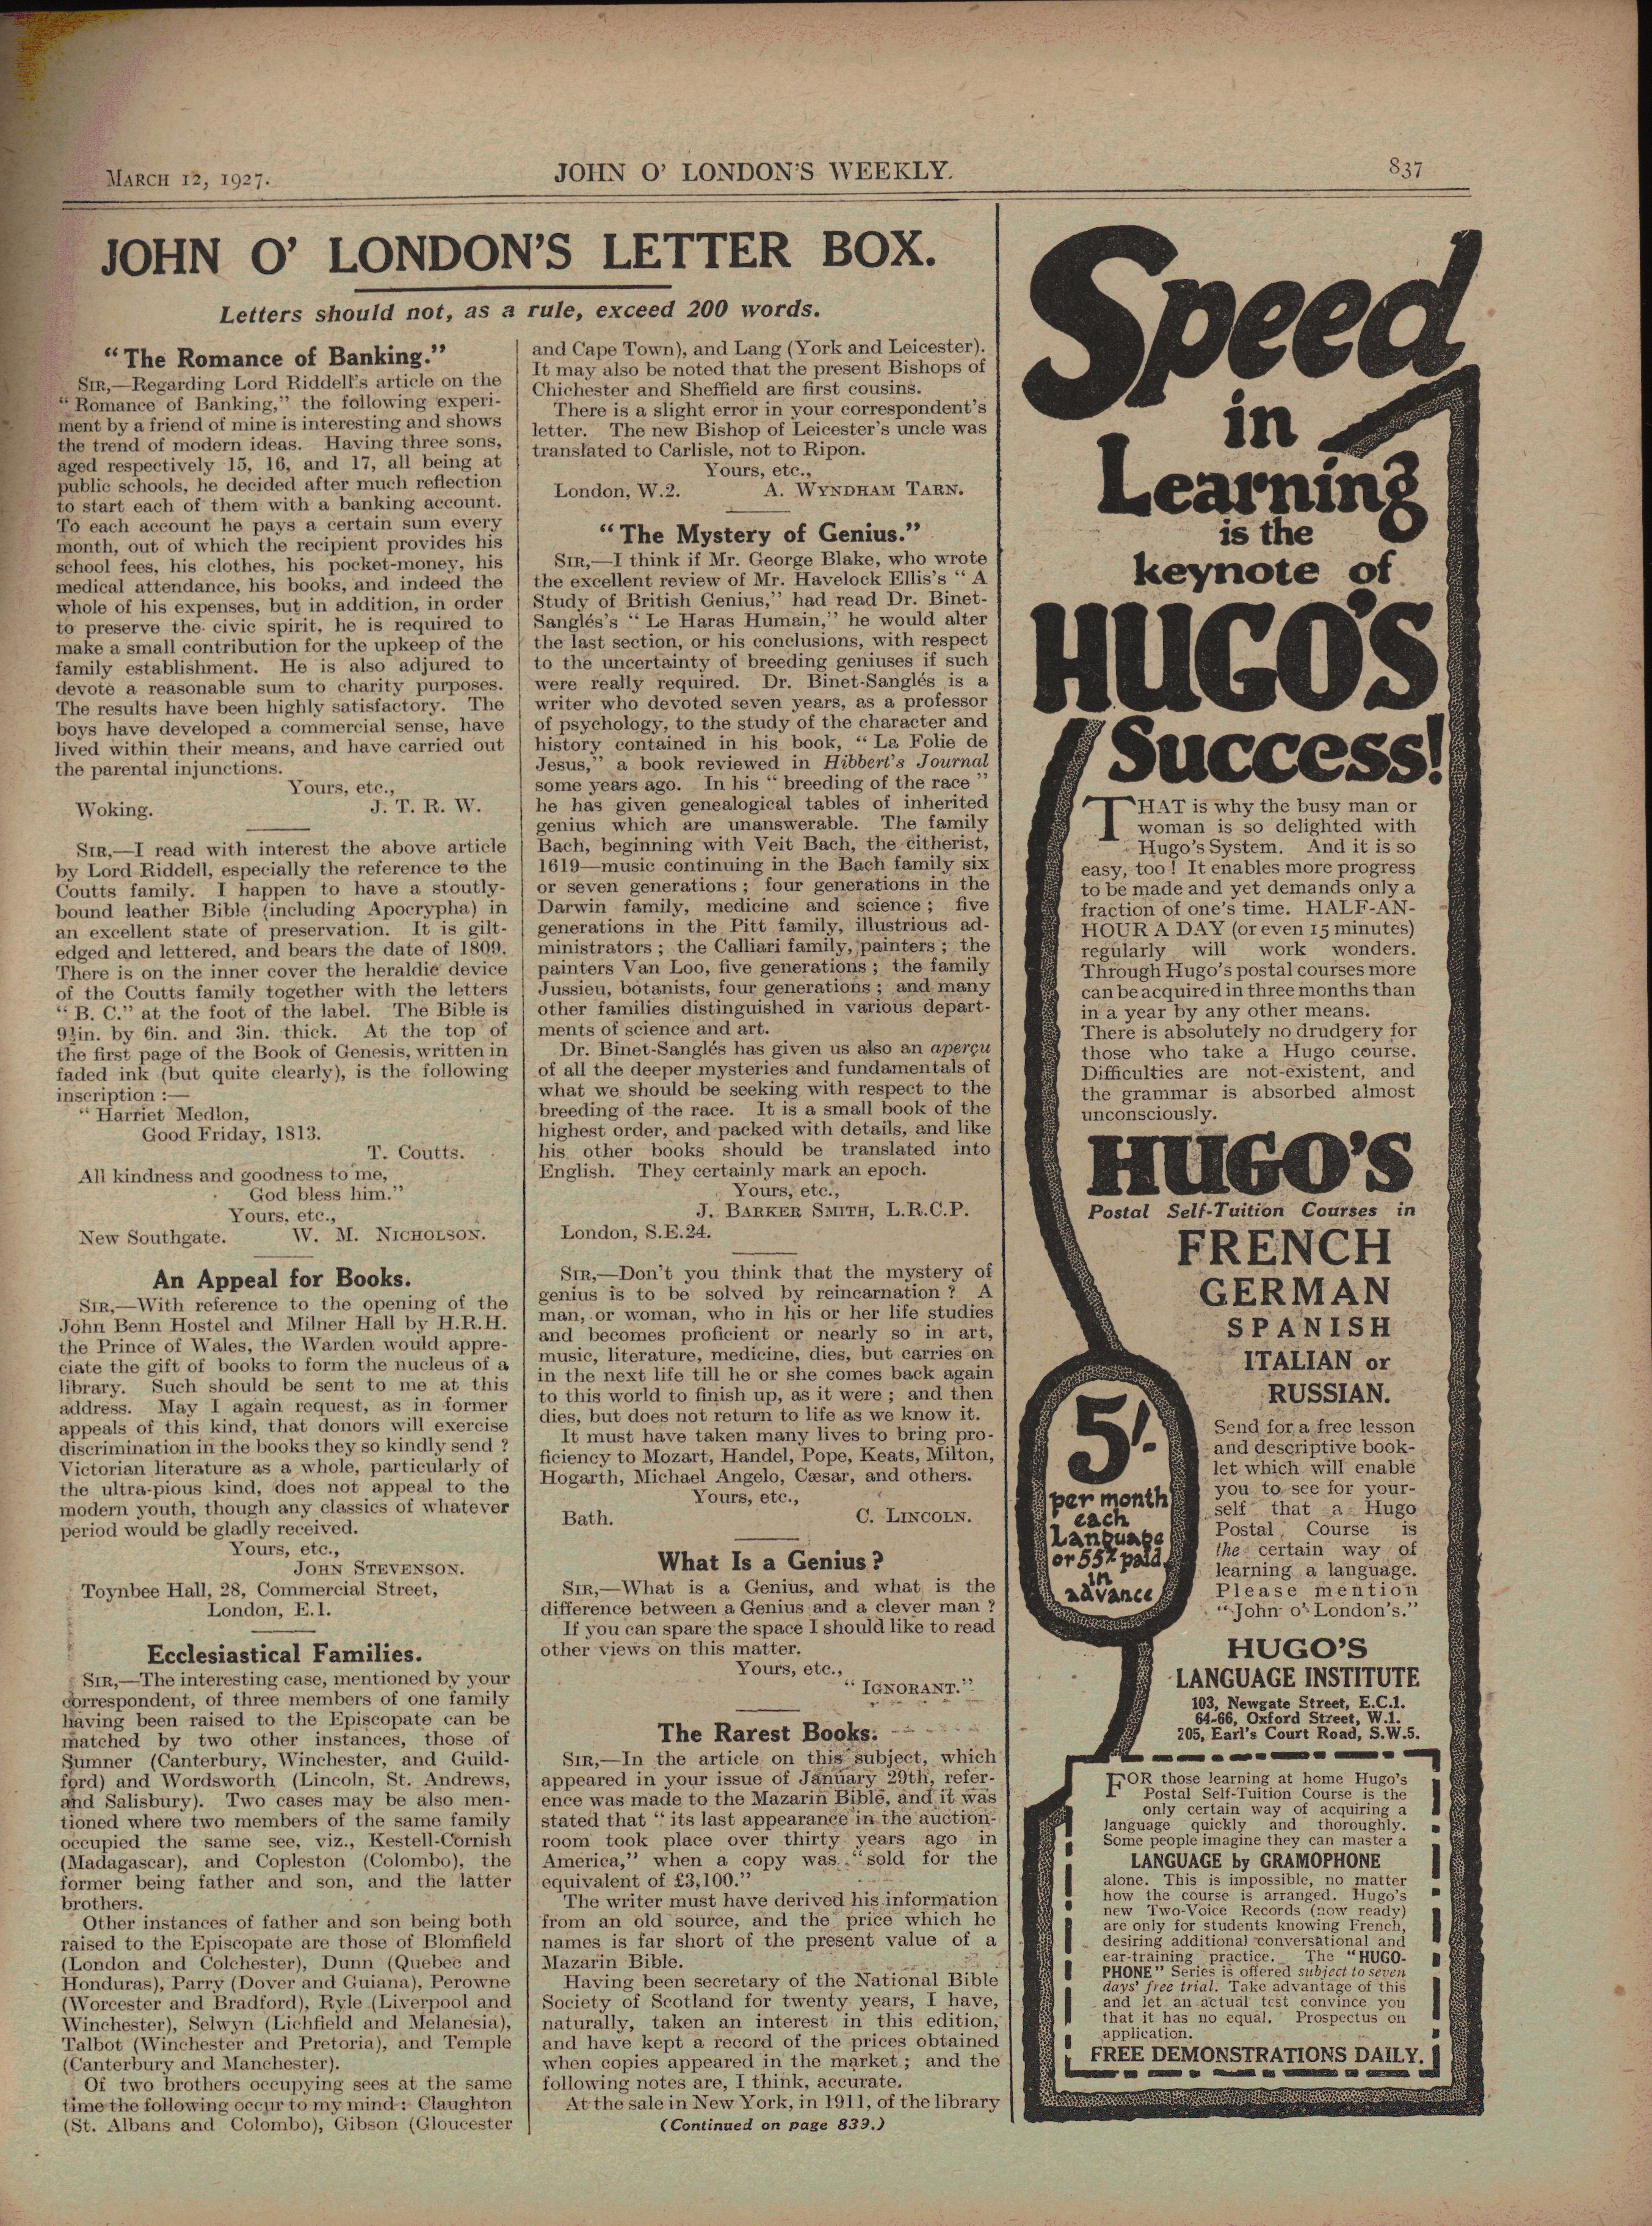 MARCH 12, 1927.
JOHN O' LONDON'S WEEKLY.
837
JOHN O' LONDON'S LETTER BOX.
Letters should not, as a rule, exceed 200 words.
"The Romance of Banking."
SIR,—Regarding Lord Riddell's article on the
"Romance of Banking," the following experi-
ment by a friend of mine is interesting and shows
the trend of modern ideas. Having three sons,
aged respectively 15, 16, and 17, all being at
public schools, he decided after much reflection
to start each of them with a banking account.
To each account he pays a certain sum every
month, out of which the recipient provides his
school fees, his clothes, his pocket-money, his
medical attendance, his books, and indeed the
whole of his expenses, but in addition, in order
to preserve the civic spirit, he is required to
make a small contribution for the upkeep of the
family establishment. He is also adjured to
devote a reasonable sum to charity purposes.
The results have been highly satisfactory. The
boys have developed a commercial sense, have
lived within their means, and have carried out
the parental injunctions.
Yours, etc.,
Woking. J. T. R. W.
SIR,—I read with interest the above article
by Lord Riddell, especially the reference to the
Coutts family. I happen to have a stoutly-
bound leather Bible (including Apocrypha) in
an excellent state of preservation. It is gilt-
edged and lettered, and bears the date of 1809.
There is on the inner cover the heraldic device
of the Coutts family together with the letters
"B. C." at the foot of the label. The Bible is
9½in. by 6in. and 3in. thick. At the top of
the first page of the Book of Genesis, written in
faded ink (but quite clearly), is the following
inscription :—
"Harriet Medlon,
Good Friday, 1813.
T. Coutts.
All kindness and goodness to me,
God bless him."
Yours, etc.,
New Southgate. W. M. NICHOLSON.
An Appeal for Books.
SIR,—With reference to the opening of the
John Benn Hostel and Milner Hall by H.R.H.
the Prince of Wales, the Warden would appre-
ciate the gift of books to form the nucleus of a
library. Such should be sent to me at this
address. May I again request, as in former
appeals of this kind, that donors will exercise
discrimination in the books they so kindly send ?
Victorian literature as a whole, particularly of
the ultra-pious kind, does not appeal to the
modern youth, though any classics of whatever
period would be gladly received.
Yours, etc.,
JOHN STEVENSON.
Toynbee Hall, 28, Commercial Street,
London, E.1.
Ecclesiastical Families.
SIR,—The interesting case, mentioned by your
correspondent, of three members of one family
having been raised to the Episcopate can be
matched by two other instances, those of
Sumner (Canterbury, Winchester, and Guild-
ford) and Wordsworth (Lincoln, St. Andrews,
and Salisbury). Two cases may be also men-
tioned where two members of the same family
occupied the same see, viz., Kestell-Cornish
(Madagascar), and Copleston (Colombo), the
former being father and son, and the latter
brothers.
Other instances of father and son being both
raised to the Episcopate are those of Blomfield
(London and Colchester), Dunn (Quebec and
Honduras), Parry (Dover and Guiana), Perowne
(Worcester and Bradford), Ryle (Liverpool and
Winchester), Selwyn (Lichfield and Melanesia),
Talbot (Winchester and Pretoria), and Temple
(Canterbury and Manchester).
Of two brothers occupying sees at the same
time the following occur to my mind : Claughton
(St. Albans and Colombo), Gibson (Gloucester
and Cape Town), and Lang (York and Leicester).
It may also be noted that the present Bishops of
Chichester and Sheffield are first cousins.
There is a slight error in your correspondent's
letter. The new Bishop of Leicester's uncle was
translated to Carlisle, not to Ripon.
Yours, etc.,
London, W.2. A. WYNDHAM TARN.
"The Mystery of Genius."
SIR,—I think if Mr. George Blake, who wrote
the excellent review of Mr. Havelock Ellis's "A
Study of British Genius," had read Dr. Binet-
Sanglés's "Le Haras Humain," he would alter
the last section, or his conclusions, with respect
to the uncertainty of breeding geniuses if such
were really required. Dr. Binet-Sanglés is a
writer who devoted seven years, as a professor
of psychology, to the study of the character and
history contained in his book, "La Folie de
Jesus," a book reviewed in Hibbert's Journal
some years ago. In his "breeding of the race"
he has given genealogical tables of inherited
genius which are unanswerable. The family
Bach, beginning with Veit Bach, the citherist,
1619—music continuing in the Bach family six
or seven generations ; four generations in the
Darwin family, medicine and science ; five
generations in the Pitt family, illustrious ad-
ministrators ; the Calliari family, painters ; the
painters Van Loo, five generations ; the family
Jussieu, botanists, four generations ; and many
other families distinguished in various depart-
ments of science and art.
Dr. Binet-Sanglés has given us also an aperçu
of all the deeper mysteries and fundamentals of
what we should be seeking with respect to the
breeding of the race. It is a small book of the
highest order, and packed with details, and like
his other books should be translated into
English. They certainly mark an epoch.
Yours, etc.,
J. BARKER SMITH, L.R.C.P.
London, S.E.24.
SIR,—Don't you think that the mystery of
genius is to be solved by reincarnation ? A
man, or woman, who in his or her life studies
and becomes proficient or nearly so in art,
music, literature, medicine, dies, but carries on
in the next life till he or she comes back again
to this world to finish up, as it were ; and then
dies, but does not return to life as we know it.
It must have taken many lives to bring pro-
ficiency to Mozart, Handel, Pope, Keats, Milton,
Hogarth, Michael Angelo, Cæsar, and others.
Yours, etc.,
Bath. C. LINCOLN.
What Is a Genius ?
SIR,—What is a Genius, and what is the
difference between a Genius and a clever man ?
If you can spare the space I should like to read
other views on this matter.
Yours, etc.,
"IGNORANT."
The Rarest Books.
SIR,—In the article on this subject, which
appeared in your issue of January 29th, refer-
ence was made to the Mazarin Bible, and it was
stated that "its last appearance in the auction-
room took place over thirty years ago in
America," when a copy was "sold for the
equivalent of £3,100."
The writer must have derived his information
from an old source, and the price which he
names is far short of the present value of a
Mazarin Bible.
Having been secretary of the National Bible
Society of Scotland for twenty years, I have,
naturally, taken an interest in this edition,
and have kept a record of the prices obtained
when copies appeared in the market ; and the
following notes are, I think, accurate.
At the sale in New York, in 1911, of the library
(Continued on page 839.)
Speed
in
Learning
is the
keynote of
HUGO'S
Success!
THAT is why the busy man or
woman is so delighted with
Hugo's System. And it is so
easy, too ! It enables more progress
to be made and yet demands only a
fraction of one's time. HALF-AN-
HOUR A DAY (or even 15 minutes)
regularly will work wonders.
Through Hugo's postal courses more
can be acquired in three months than
in a year by any other means.
There is absolutely no drudgery for
those who take a Hugo course.
Difficulties are not-existent, and
the grammar is absorbed almost
unconsciously.
HUGO'S
Postal Self-Tuition Courses in
FRENCH
GERMAN
SPANISH
ITALIAN or
RUSSIAN.
5/-
per month
each
Language
or 55/- paid
in
advance
Send for a free lesson
and descriptive book-
let which will enable
you to see for your-
self that a Hugo
Postal Course is
the certain way of
learning a language.
Please mention
"John o' London's."
HUGO'S
LANGUAGE INSTITUTE
103, Newgate Street, E.C.1.
64-66, Oxford Street, W.1.
205, Earl's Court Road, S.W.5.
FOR those learning at home Hugo's
Postal Self-Tuition Course is the
only certain way of acquiring a
language quickly and thoroughly.
Some people imagine they can master a
LANGUAGE by GRAMOPHONE
alone. This is impossible, no matter
how the course is arranged. Hugo's
new Two-Voice Records (now ready)
are only for students knowing French,
desiring additional conversational and
ear-training practice. The "HUGO-
PHONE" Series is offered subject to seven
days' free trial. Take advantage of this
and let an actual test convince you
that it has no equal. Prospectus on
application.
FREE DEMONSTRATIONS DAILY.